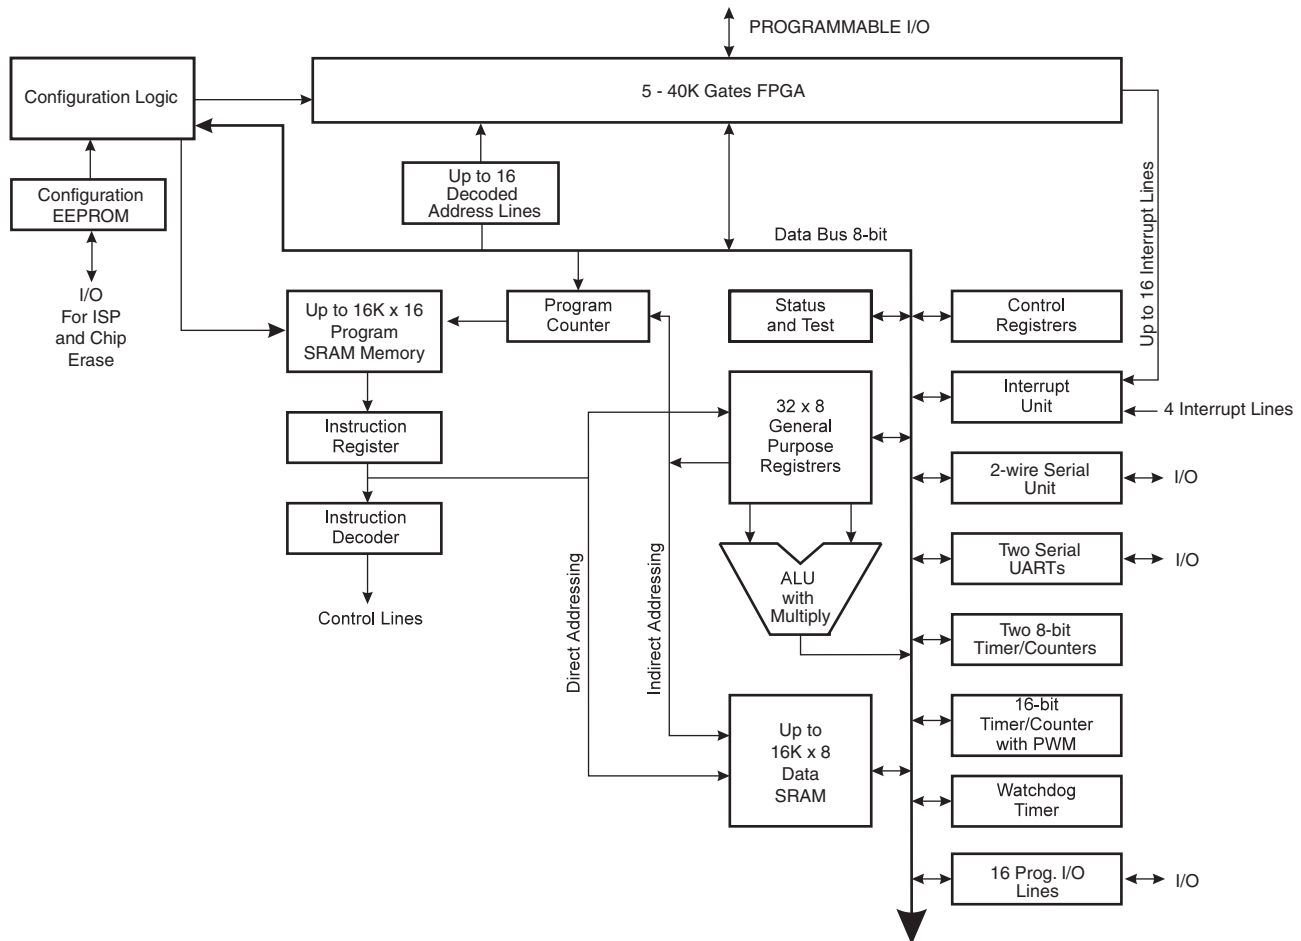 PROGRAMMABLE I/O
Configuration Logic
5 - 40K Gates FPGA
Up to 16
Decoded
Address Lines
Configuration
EEPROM
I/O
For ISP
and Chip
Erase
Data Bus 8-bit
Up to 16 Interrupt Lines
Up to 16K x 16
Program
SRAM Memory
Program
Counter
Status
and Test
Control
Registrers
Interrupt
Unit
4 Interrupt Lines
32 x 8
General
Purpose
Registrers
Instruction
Register
2-wire Serial
Unit
I/O
Instruction
Decoder
Control Lines
Direct Addressing
Indirect Addressing
ALU
with
Multiply
Two Serial
UARTs
I/O
Two 8-bit
Timer/Counters
Up to
16K x 8
Data
SRAM
16-bit
Timer/Counter
with PWM
Watchdog
Timer
16 Prog. I/O
Lines
I/O